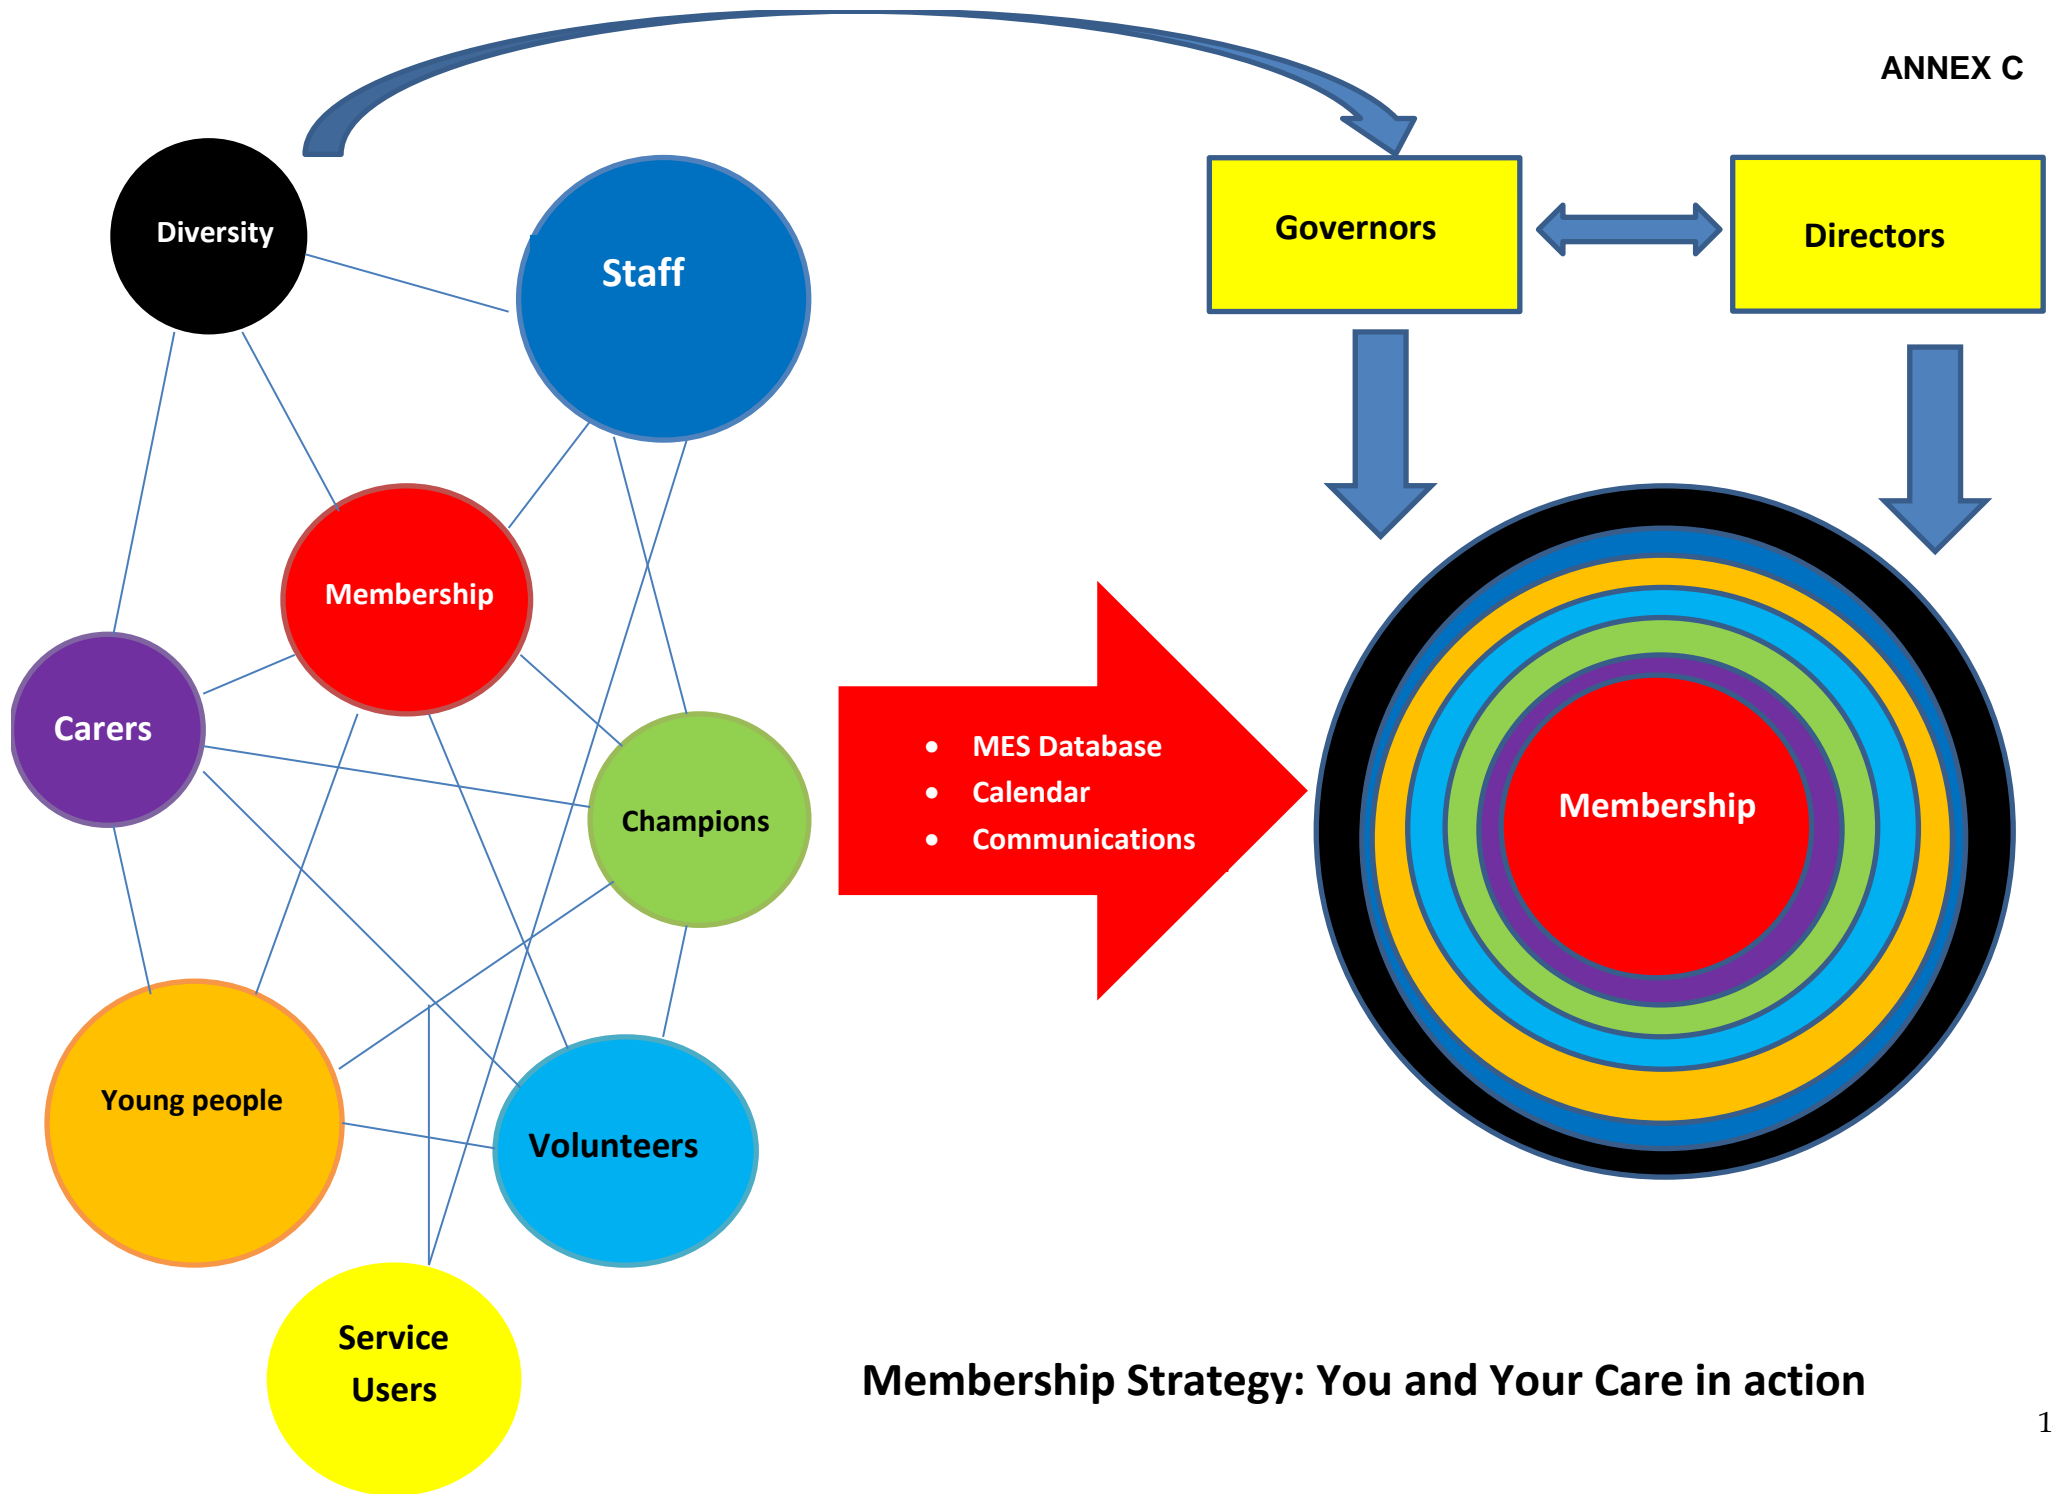 ANNEX C
Diversity
Staff
Governors
Directors
Membership
Carers
Champions
• MES Database
• Calendar
• Communications
Membership
Young people
Volunteers
Service
Users
Membership Strategy: You and Your Care in action
1